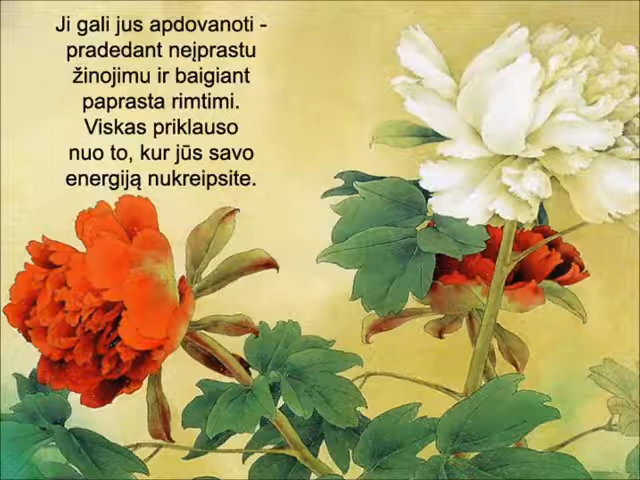 Ji gali jus apdovanoti -
pradedant neįprastu
žinojimu ir baigiant
paprasta rimtimi.
Viskas priklauso
nuo to, kur jūs savo
energiją nukreipsite.